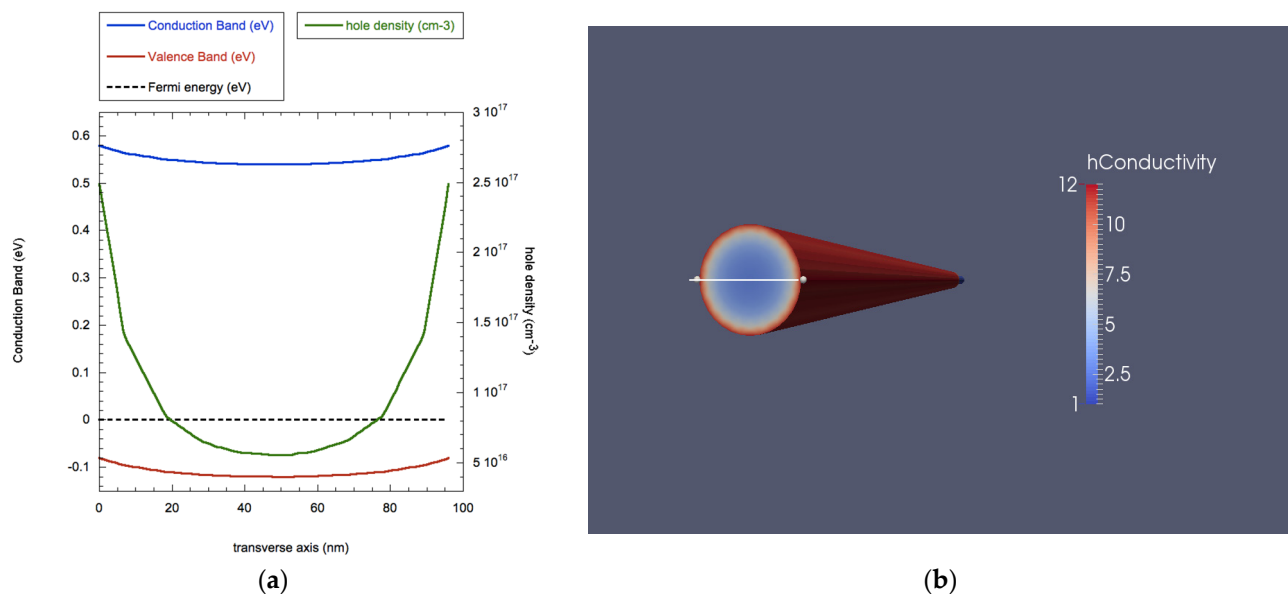 Conduction Band (eV)
Valence Band (eV)
Fermi energy (eV)
hole density (cm-3)
0.6
0.5
0.4
0.3
0.2
0.1
0
-0.1
Conduction Band (eV)
3 10^17
2.5 10^17
2 10^17
1.5 10^17
1 10^17
5 10^16
hole density (cm-3)
0 20 40 60 80 100
transverse axis (nm)
(a)
hConductivity
12
10
7.5
5
2.5
1
(b)